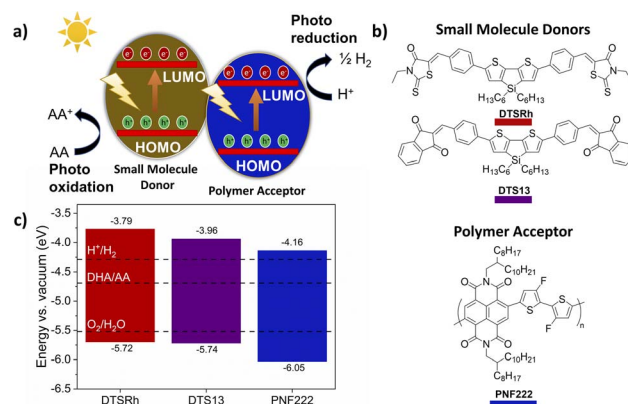 a)
Photo
reduction
½ H2
H+
LUMO
LUMO
e- e- e- e-
e- e- e- e-
h+ h+ h+ h+
h+ h+ h+ h+
AA+
AA
HOMO
HOMO
Photo
oxidation
Small Molecule
Donor
Polymer Acceptor
b)
Small Molecule Donors
O
O
N
S
S
S
S
S
N
S
Si
H13C6
C6H13
DTSRh
O
O
S
S
O
O
Si
H13C6
C6H13
DTS13
Polymer Acceptor
C8H17
C10H21
O
N
O
F
S
S
F
n
O
N
O
C10H21
C8H17
PNF222
c)
Energy vs. vacuum (eV)
-3.5
-4.0
-4.5
-5.0
-5.5
-6.0
-6.5
-3.79
-3.96
-4.16
H+/H2
DHA/AA
O2/H2O
-5.72
-5.74
-6.05
DTSRh
DTS13
PNF222